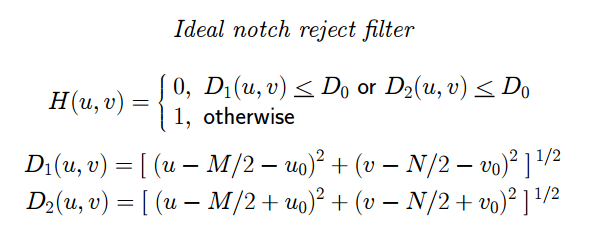 Ideal notch reject filter
H(u, v) = { 0, D₁(u, v) ≤ D₀ or D₂(u, v) ≤ D₀
1, otherwise
D₁(u, v) = [ (u − M/2 − u₀)² + (v − N/2 − v₀)² ]^1/2
D₂(u, v) = [ (u − M/2 + u₀)² + (v − N/2 + v₀)² ]^1/2